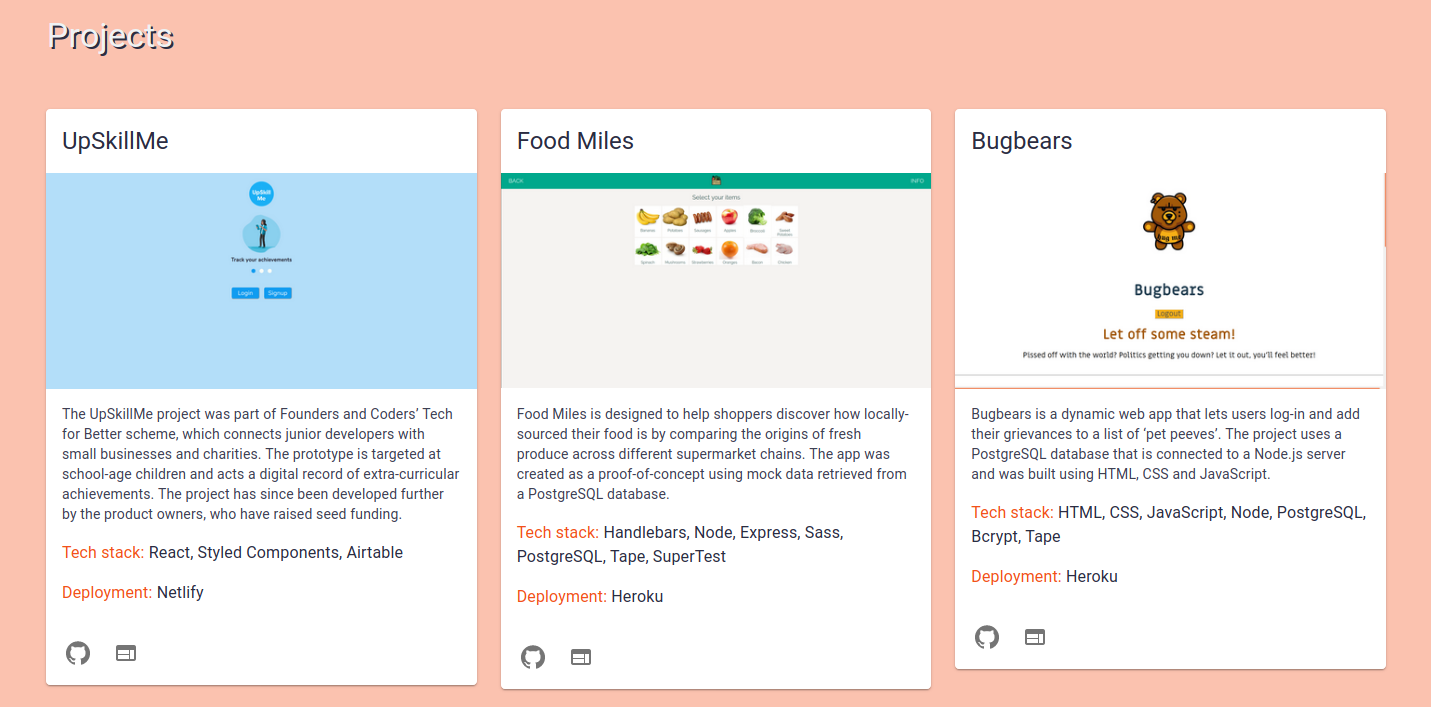 Projects
UpSkillMe
UpSkill
Me
Track your achievements
Login Signup
The UpSkillMe project was part of Founders and Coders’ Tech
for Better scheme, which connects junior developers with
small businesses and charities. The prototype is targeted at
school-age children and acts a digital record of extra-curricular
achievements. The project has since been developed further
by the product owners, who have raised seed funding.
Tech stack: React, Styled Components, Airtable
Deployment: Netlify
Food Miles
BACK INFO
Select your items
Bananas Potatoes Sausages Apples Broccoli Sweet
Potatoes
Spinach Mushrooms Strawberries Oranges Bacon Chicken
Food Miles is designed to help shoppers discover how locally-
sourced their food is by comparing the origins of fresh
produce across different supermarket chains. The app was
created as a proof-of-concept using mock data retrieved from
a PostgreSQL database.
Tech stack: Handlebars, Node, Express, Sass,
PostgreSQL, Tape, SuperTest
Deployment: Heroku
Bugbears
bug me
Bugbears
Logout
Let off some steam!
Pissed off with the world? Politics getting you down? Let it out, you’ll feel better!
Bugbears is a dynamic web app that lets users log-in and add
their grievances to a list of ‘pet peeves’. The project uses a
PostgreSQL database that is connected to a Node.js server
and was built using HTML, CSS and JavaScript.
Tech stack: HTML, CSS, JavaScript, Node, PostgreSQL,
Bcrypt, Tape
Deployment: Heroku